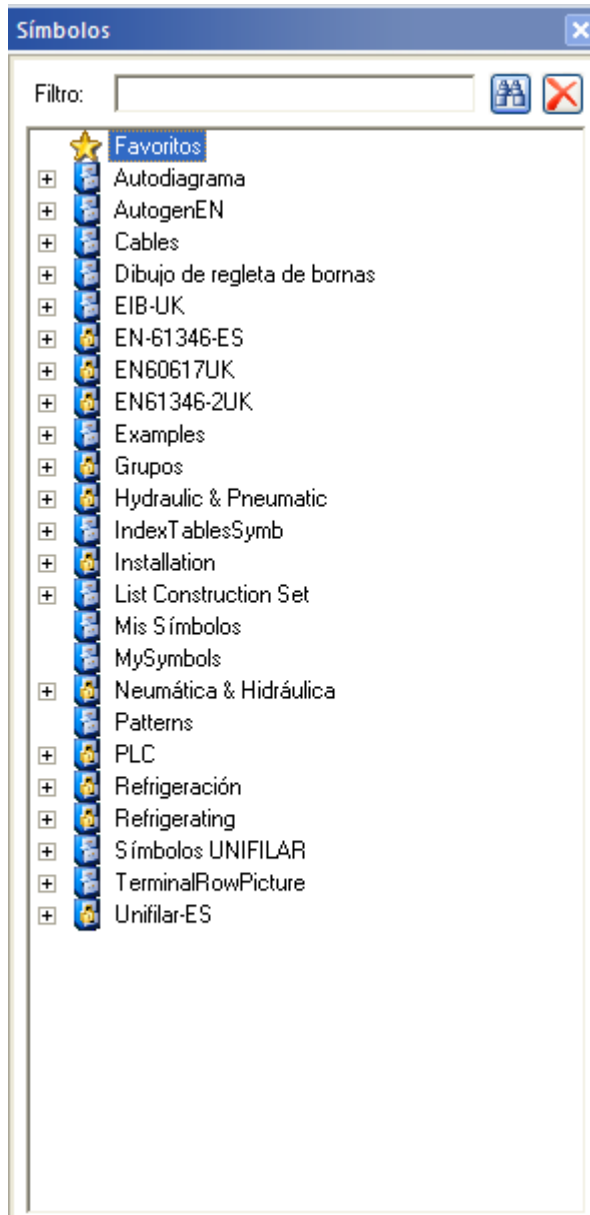 Símbolos
Filtro:
Favoritos
Autodiagrama
AutogenEN
Cables
Dibujo de regleta de bornas
EIB-UK
EN-61346-ES
EN60617UK
EN61346-2UK
Examples
Grupos
Hydraulic & Pneumatic
IndexTablesSymb
Installation
List Construction Set
Mis Símbolos
MySymbols
Neumática & Hidráulica
Patterns
PLC
Refrigeración
Refrigerating
Símbolos UNIFILAR
TerminalRowPicture
Unifilar-ES